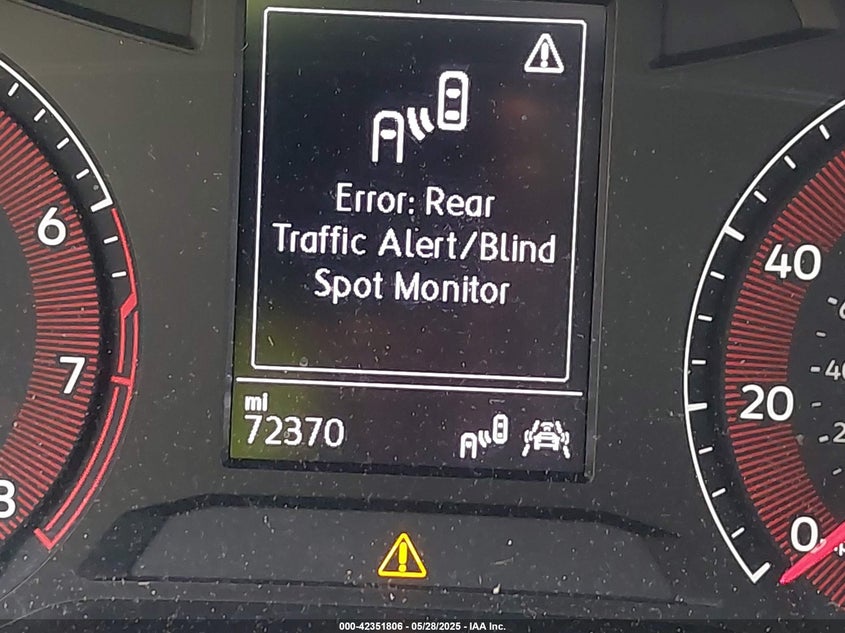 Error: Rear
Traffic Alert/Blind
Spot Monitor
mi
72370
6
7
8
40
20
0
000-42351806 - 05/28/2025 - IAA Inc.